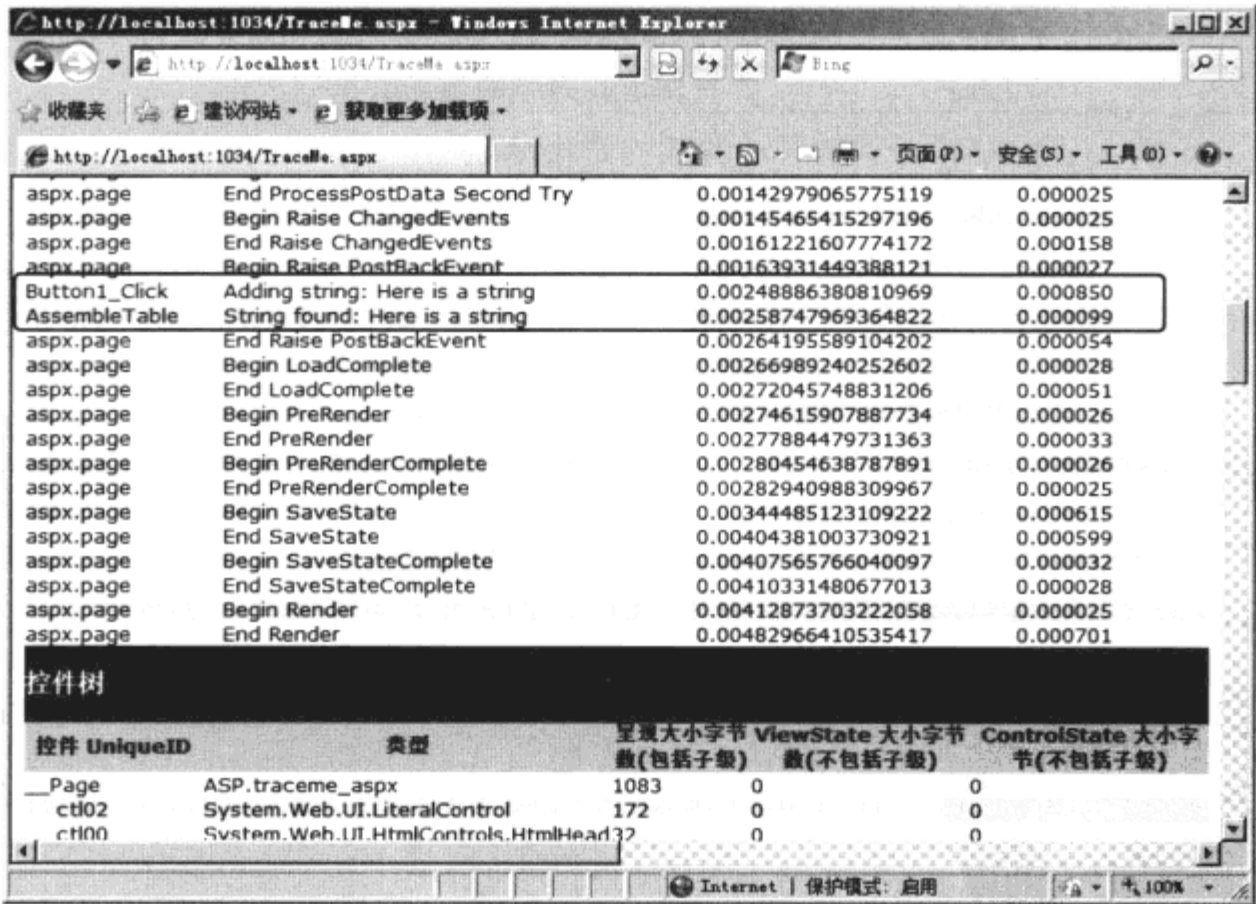 http://localhost:1034/TraceMe.aspx - Windows Internet Explorer
http://localhost:1034/TraceMe.aspx Bing
收藏夹 建议网站 获取更多加载项
http://localhost:1034/TraceMe.aspx 页面(P) 安全(S) 工具(O)
aspx.page End ProcessPostData Second Try 0.00142979065775119 0.000025
aspx.page Begin Raise ChangedEvents 0.00145465415297196 0.000025
aspx.page End Raise ChangedEvents 0.00161221607774172 0.000158
aspx.page Begin Raise PostBackEvent 0.00163931449388121 0.000027
Button1_Click Adding string: Here is a string 0.00248886380810969 0.000850
AssembleTable String found: Here is a string 0.00258747969364822 0.000099
aspx.page End Raise PostBackEvent 0.00264195589104202 0.000054
aspx.page Begin LoadComplete 0.00266989240252602 0.000028
aspx.page End LoadComplete 0.00272045748831206 0.000051
aspx.page Begin PreRender 0.00274615907887734 0.000026
aspx.page End PreRender 0.00277884479731363 0.000033
aspx.page Begin PreRenderComplete 0.00280454638787891 0.000026
aspx.page End PreRenderComplete 0.00282940988309967 0.000025
aspx.page Begin SaveState 0.00344485123109222 0.000615
aspx.page End SaveState 0.00404381003730921 0.000599
aspx.page Begin SaveStateComplete 0.00407565766040097 0.000032
aspx.page End SaveStateComplete 0.00410331480677013 0.000028
aspx.page Begin Render 0.00412873703222058 0.000025
aspx.page End Render 0.00482966410535417 0.000701
控件树
控件 UniqueID 类型 呈现大小字节数(包括子级) ViewState 大小字节数(不包括子级) ControlState 大小字节(不包括子级)
__Page ASP.traceme_aspx 1083 0 0
ctl02 System.Web.UI.LiteralControl 172 0 0
ctl00 System.Web.UI.HtmlControls.HtmlHead 32 0 0
Internet | 保护模式: 启用 100%